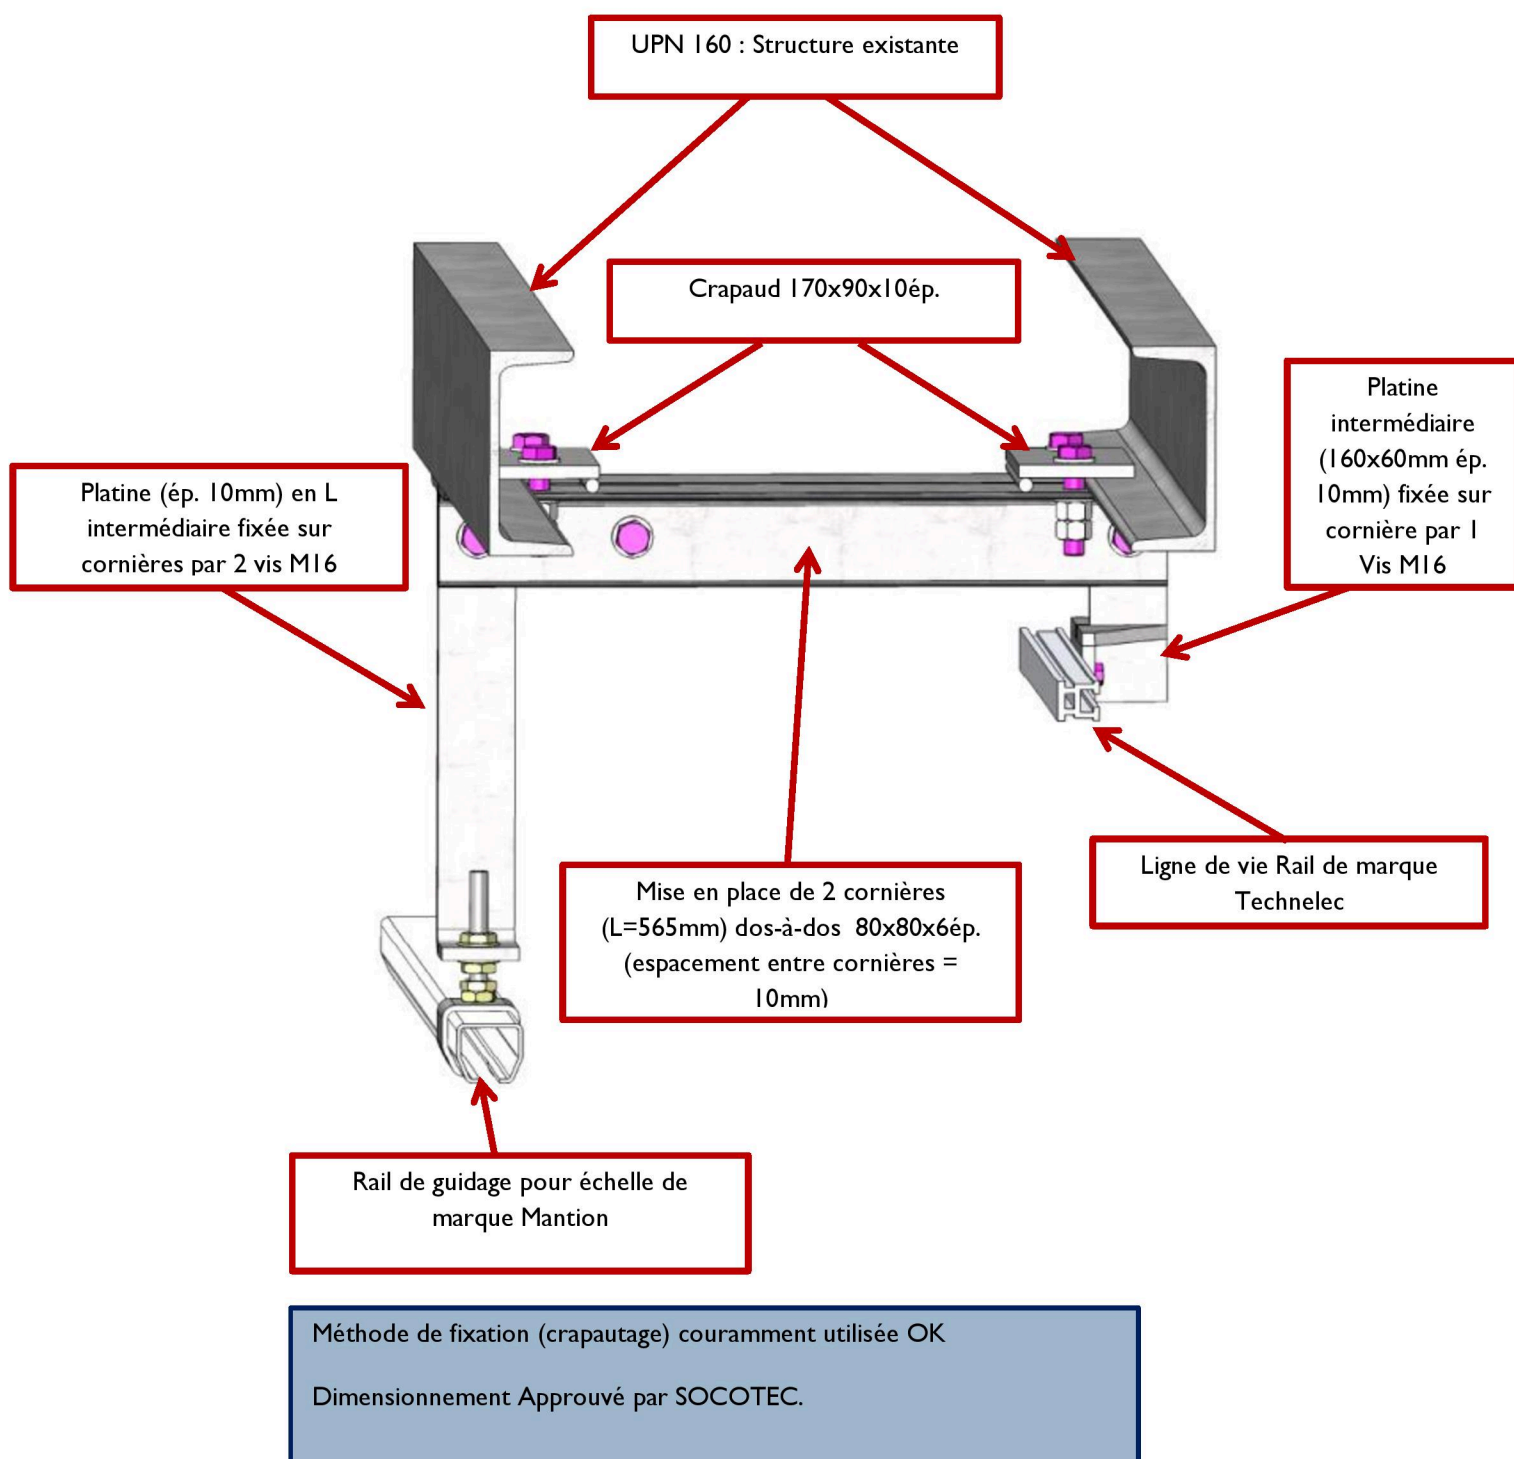 UPN 160 : Structure existante
Crapaud 170x90x10ép.
Platine
intermédiaire
(160x60mm ép.
10mm) fixée sur
cornière par 1
Vis M16
Platine (ép. 10mm) en L
intermédiaire fixée sur
cornières par 2 vis M16
Mise en place de 2 cornières
(L=565mm) dos-à-dos 80x80x6ép.
(espacement entre cornières =
10mm)
Ligne de vie Rail de marque
Technelec
Rail de guidage pour échelle de
marque Mantion
Méthode de fixation (crapautage) couramment utilisée OK
Dimensionnement Approuvé par SOCOTEC.